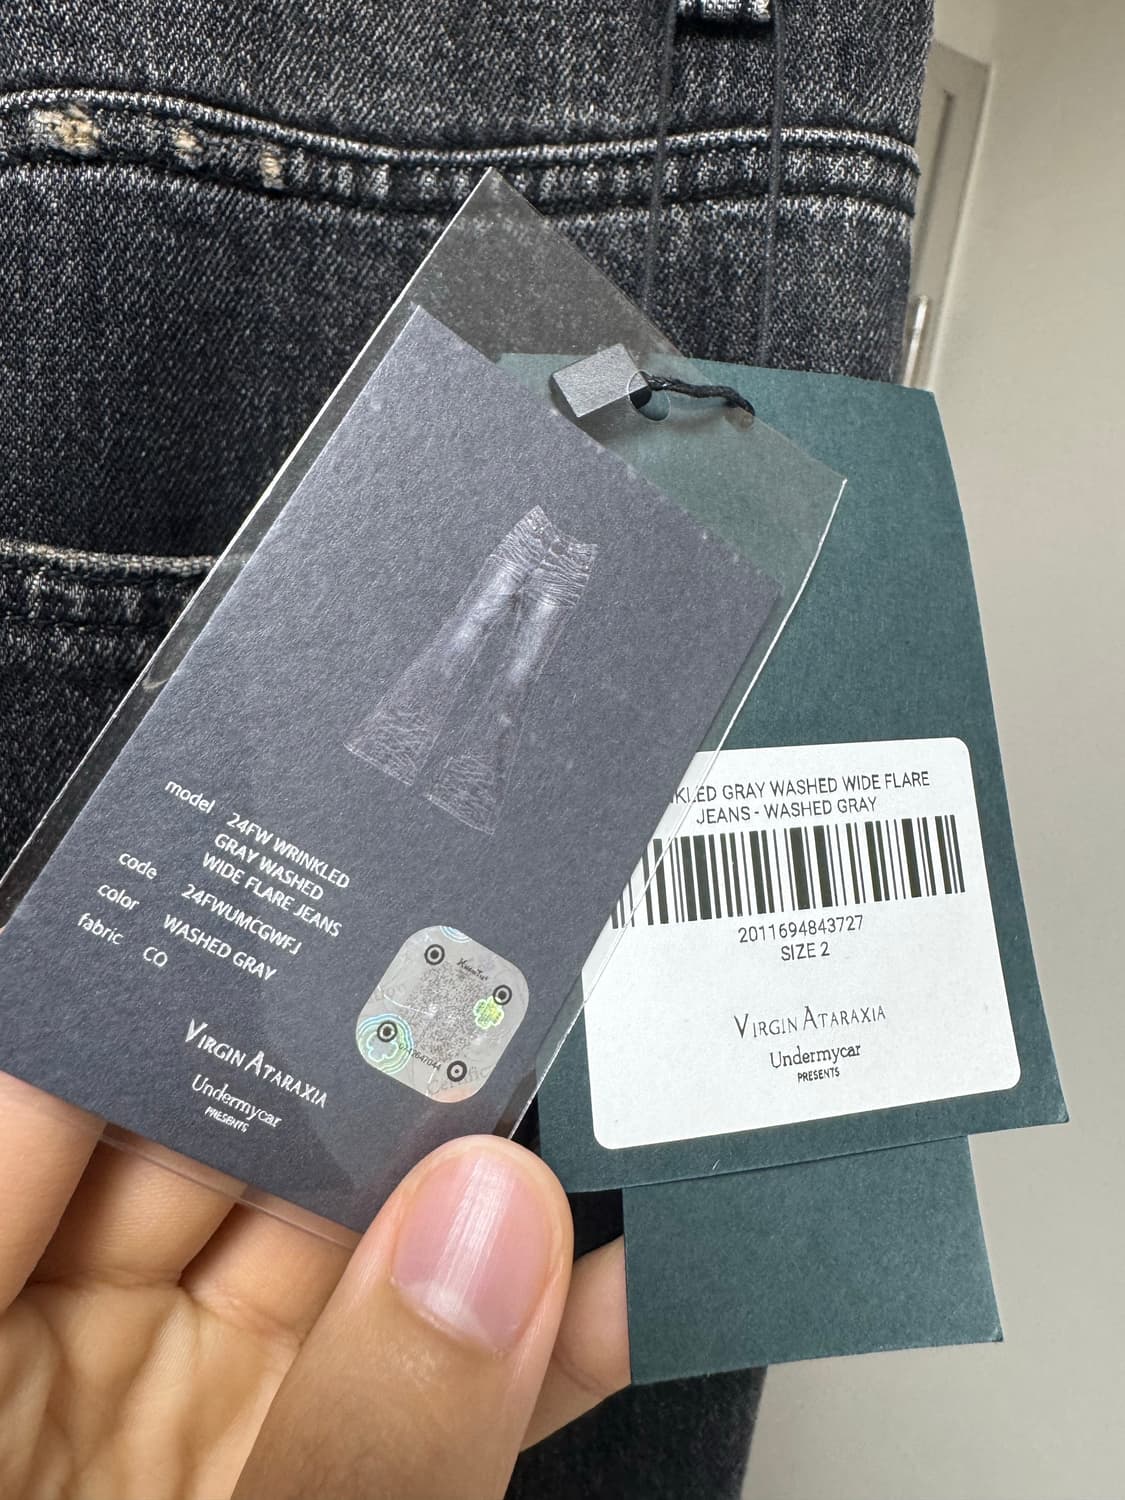 model 24FW WRINKLED
GRAY WASHED
WIDE FLARE JEANS
code 24FWUMCGWFJ
color WASHED GRAY
fabric CO
VIRGIN ATARAXIA
Undermycar
PRESENTS
KLED GRAY WASHED WIDE FLARE
JEANS - WASHED GRAY
2011694843727
SIZE 2
VIRGIN ATARAXIA
Undermycar
PRESENTS